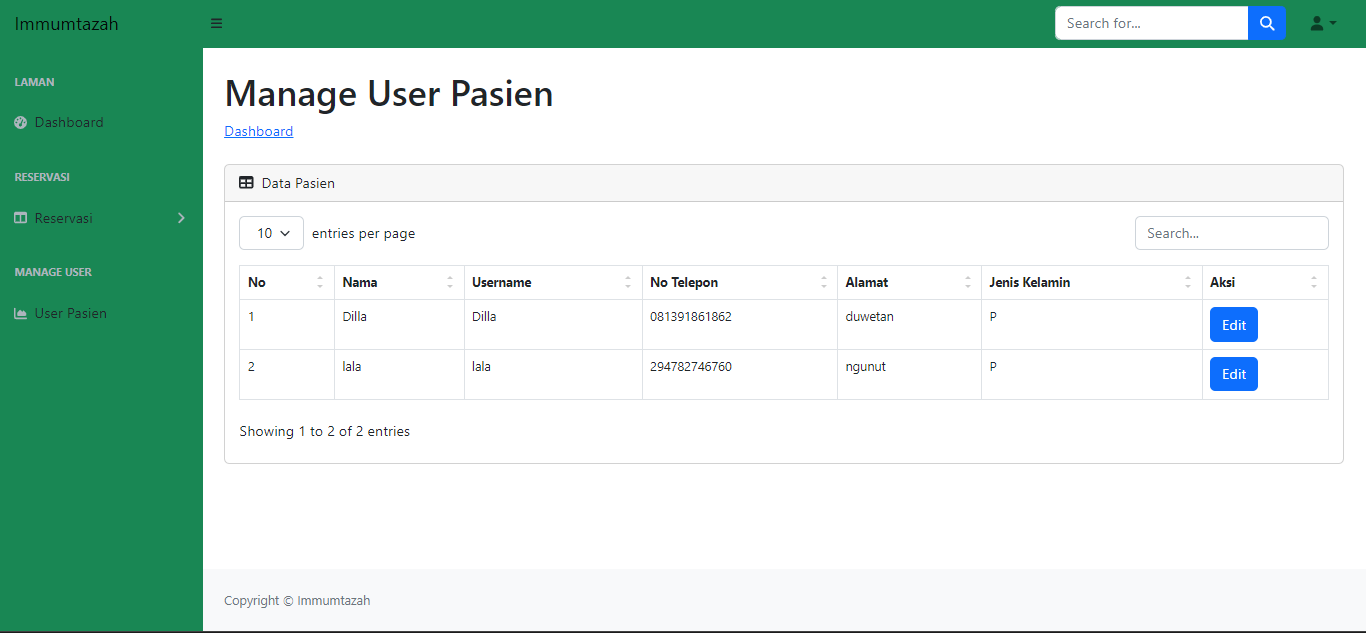 Immumtazah
Search for...
LAMAN
Dashboard
RESERVASI
Reservasi
MANAGE USER
User Pasien
Manage User Pasien
Dashboard
Data Pasien
10 entries per page
Search...
No Nama Username No Telepon Alamat Jenis Kelamin Aksi
1 Dilla Dilla 081391861862 duwetan P Edit
2 lala lala 294782746760 ngunut P Edit
Showing 1 to 2 of 2 entries
Copyright © Immumtazah